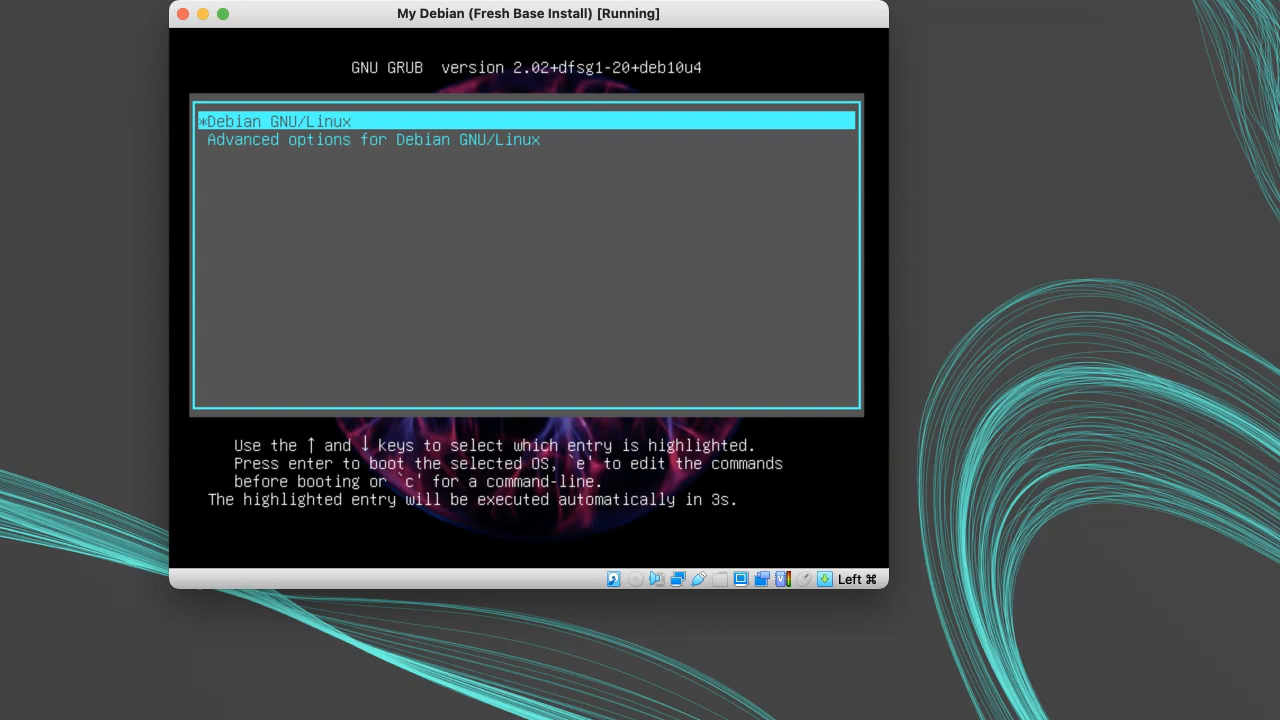 My Debian (Fresh Base Install) [Running]
GNU GRUB  version 2.02+dfsg1-20+deb10u4
*Debian GNU/Linux
Advanced options for Debian GNU/Linux
Use the ↑ and ↓ keys to select which entry is highlighted.
Press enter to boot the selected OS, `e' to edit the commands
before booting or `c' for a command-line.
The highlighted entry will be executed automatically in 3s.
Left ⌘